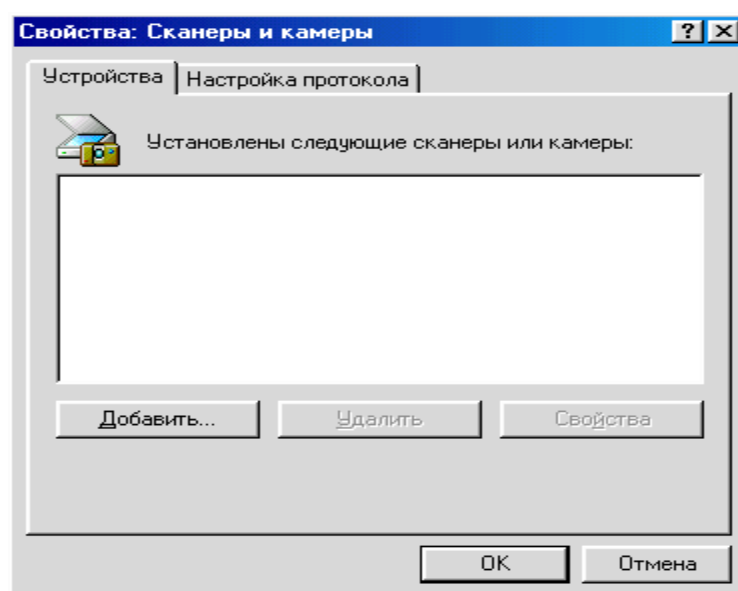 Свойства: Сканеры и камеры
Устройства
Настройка протокола
Установлены следующие сканеры или камеры:
Добавить...
Удалить
Свойства
OK
Отмена